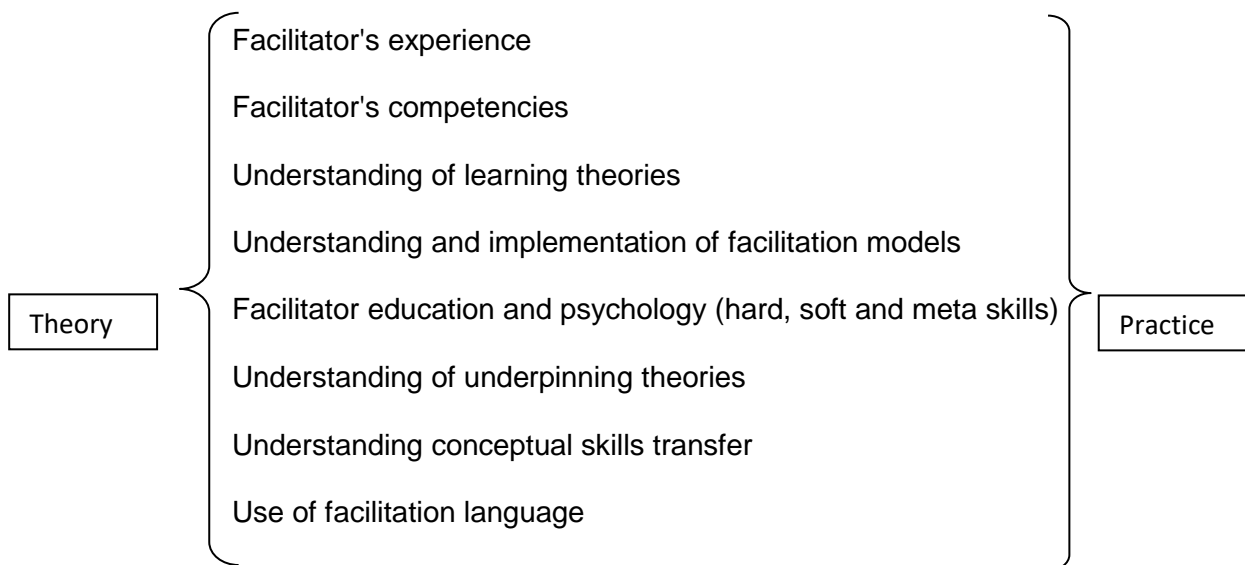 Facilitator's experience
Facilitator's competencies
Understanding of learning theories
Understanding and implementation of facilitation models
Facilitator education and psychology (hard, soft and meta skills)
Theory
Practice
Understanding of underpinning theories
Understanding conceptual skills transfer
Use of facilitation language